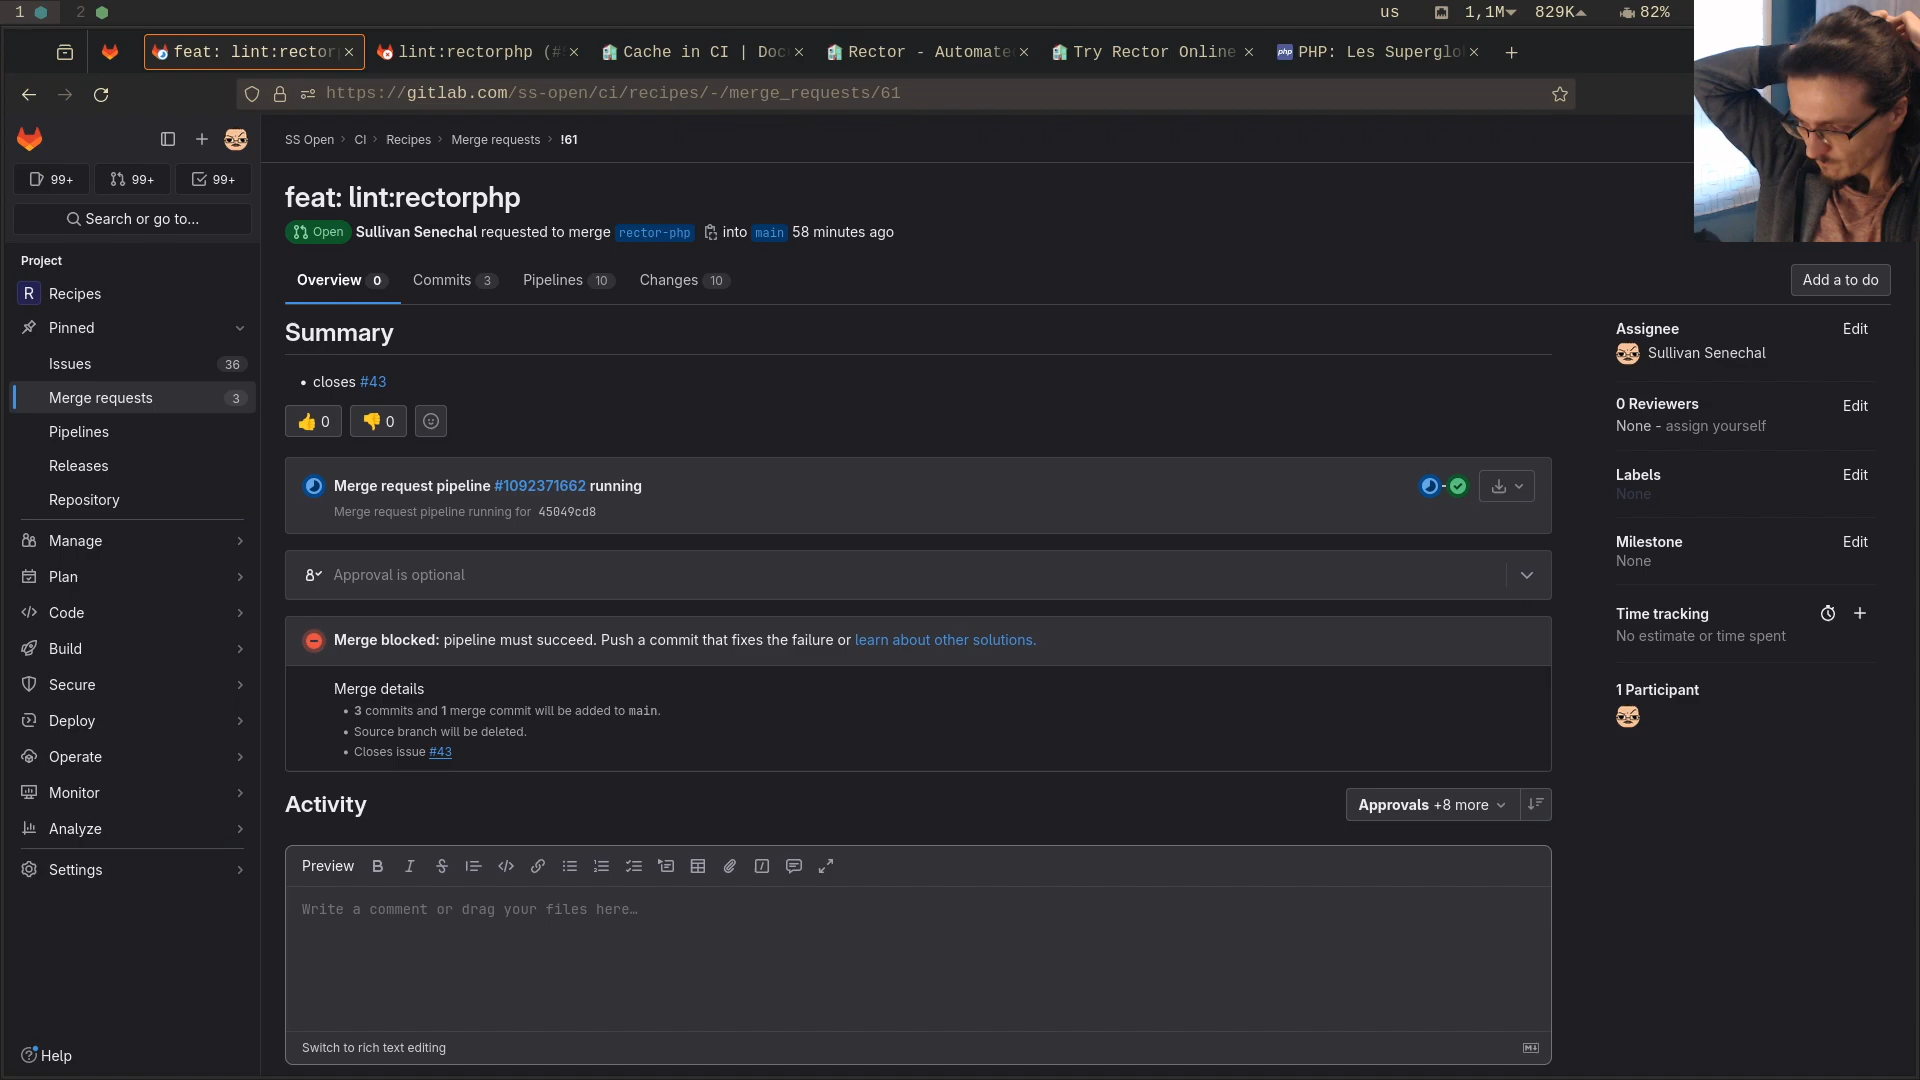 1 2 us 1,1M 829K 82%
feat: lint:rector lint:rectorphp (# Cache in CI | Doc Rector - Automate Try Rector Online PHP: Les Superglo
https://gitlab.com/ss-open/ci/recipes/-/merge_requests/61
SS Open › CI › Recipes › Merge requests › !61
99+ 99+ 99+
Search or go to...
Project
R Recipes
Pinned
Issues 36
Merge requests 3
Pipelines
Releases
Repository
Manage
Plan
Code
Build
Secure
Deploy
Operate
Monitor
Analyze
Settings
Help
feat: lint:rectorphp
Open Sullivan Senechal requested to merge rector-php into main 58 minutes ago
Overview 0 Commits 3 Pipelines 10 Changes 10
Add a to do
Summary
• closes #43
👍 0 👎 0
Merge request pipeline #1092371662 running
Merge request pipeline running for 45049cd8
Approval is optional
Merge blocked: pipeline must succeed. Push a commit that fixes the failure or learn about other solutions.
Merge details
• 3 commits and 1 merge commit will be added to main.
• Source branch will be deleted.
• Closes issue #43
Activity
Approvals +8 more
Preview
Write a comment or drag your files here…
Switch to rich text editing
Assignee Edit
Sullivan Senechal
0 Reviewers Edit
None - assign yourself
Labels Edit
None
Milestone Edit
None
Time tracking
No estimate or time spent
1 Participant